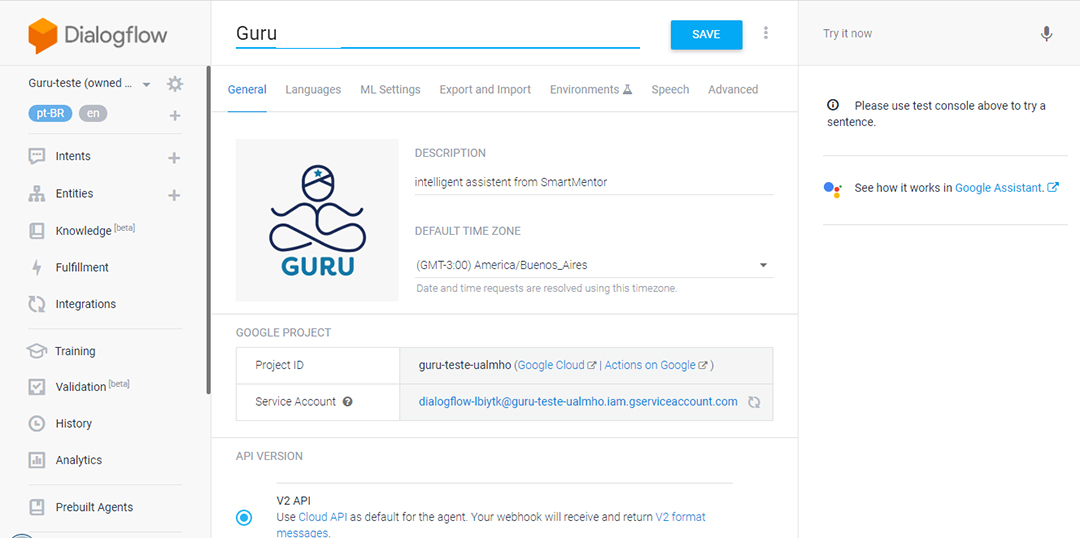 Dialogflow
Guru-teste (owned ...
pt-BR
en
Intents
Entities
Knowledge [beta]
Fulfillment
Integrations
Training
Validation [beta]
History
Analytics
Prebuilt Agents
Guru
SAVE
General
Languages
ML Settings
Export and Import
Environments
Speech
Advanced
GURU
DESCRIPTION
intelligent assistent from SmartMentor
DEFAULT TIME ZONE
(GMT-3:00) America/Buenos_Aires
Date and time requests are resolved using this timezone.
GOOGLE PROJECT
Project ID
guru-teste-ualmho (Google Cloud | Actions on Google )
Service Account
dialogflow-lbiytk@guru-teste-ualmho.iam.gserviceaccount.com
API VERSION
V2 API
Use Cloud API as default for the agent. Your webhook will receive and return V2 format
messages.
Try it now
Please use test console above to try a
sentence.
See how it works in Google Assistant.